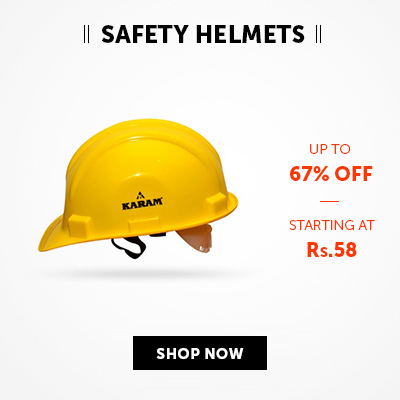 || SAFETY HELMETS ||
KARAM
UP TO
67% OFF
STARTING AT
Rs.58
SHOP NOW